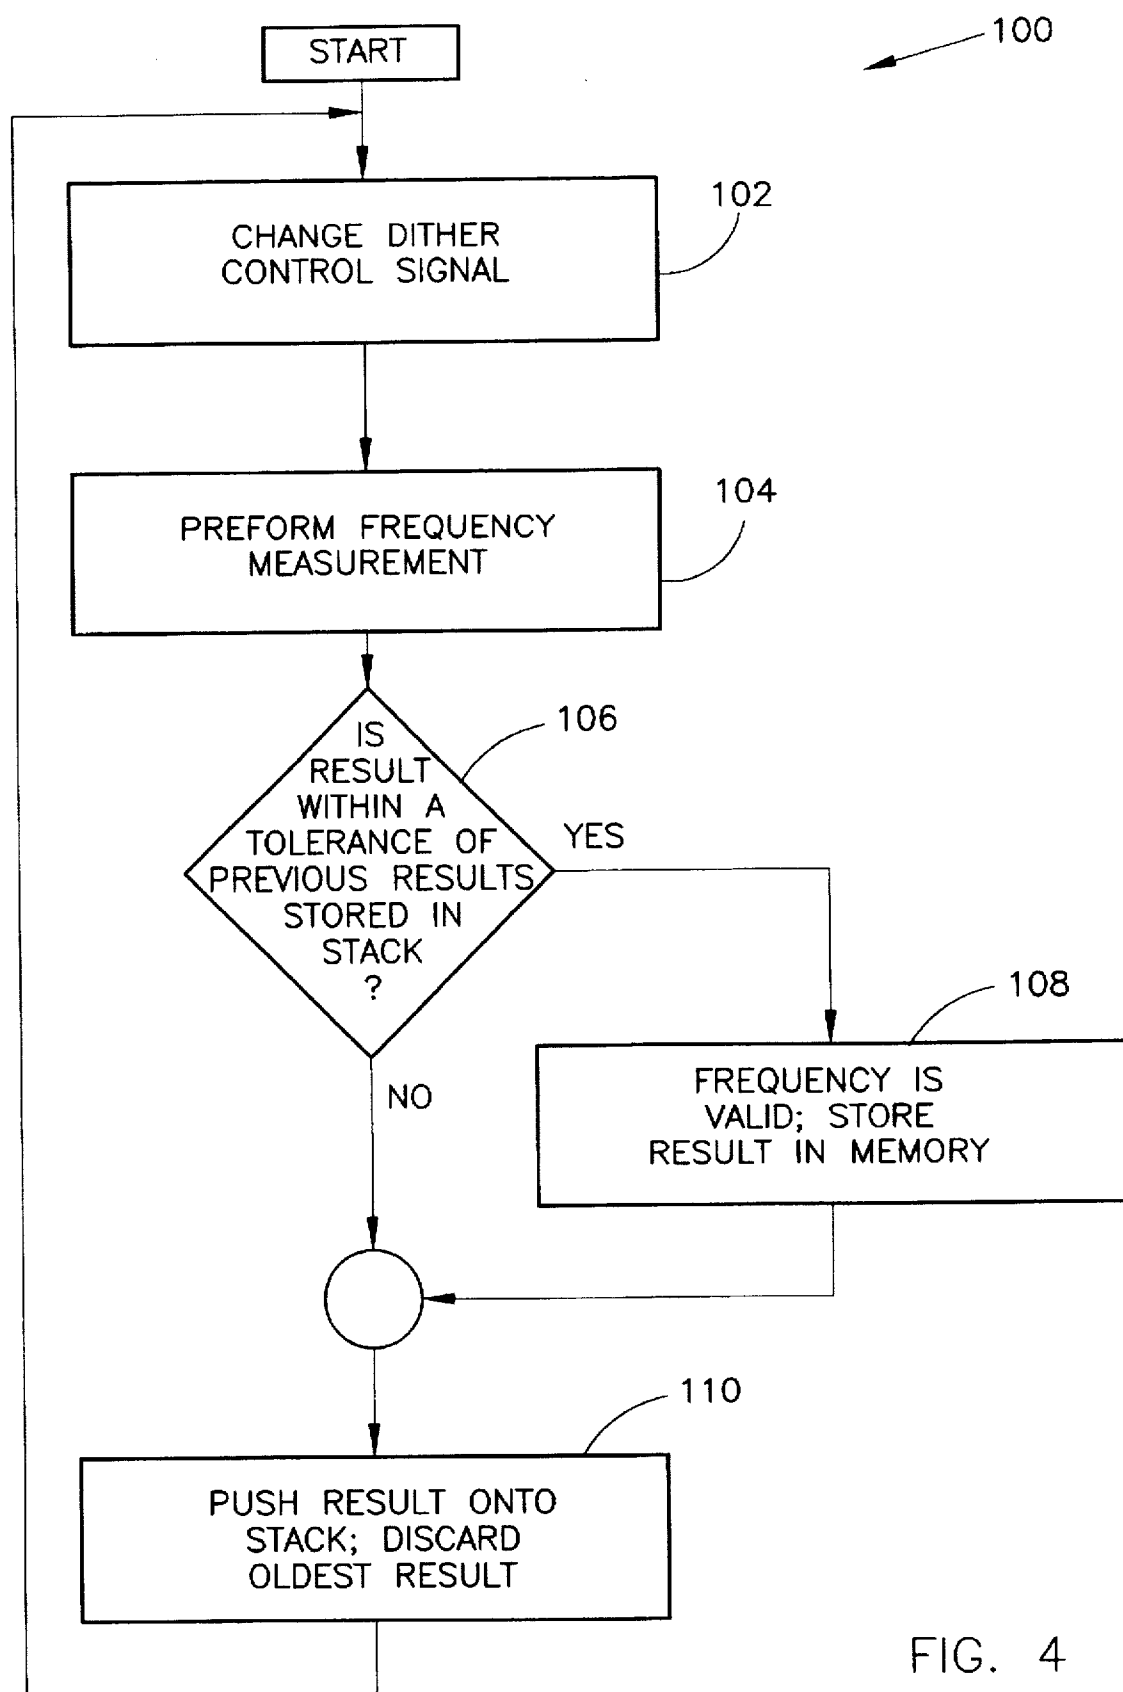 START
100
CHANGE DITHER
CONTROL SIGNAL
102
PREFORM FREQUENCY
MEASUREMENT
104
IS
RESULT
WITHIN A
TOLERANCE OF
PREVIOUS RESULTS
STORED IN
STACK
?
106
YES
NO
108
FREQUENCY IS
VALID; STORE
RESULT IN MEMORY
110
PUSH RESULT ONTO
STACK; DISCARD
OLDEST RESULT
FIG. 4